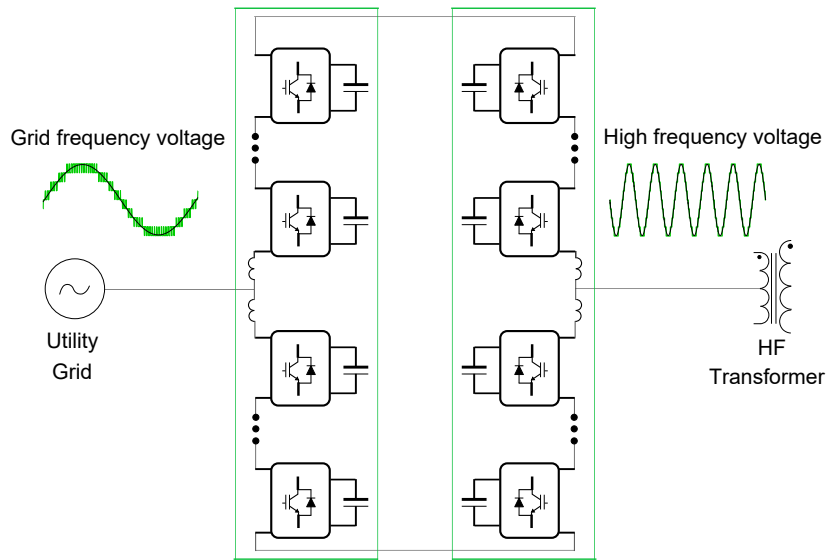 Grid frequency voltage
High frequency voltage
Utility
Grid
HF
Transformer